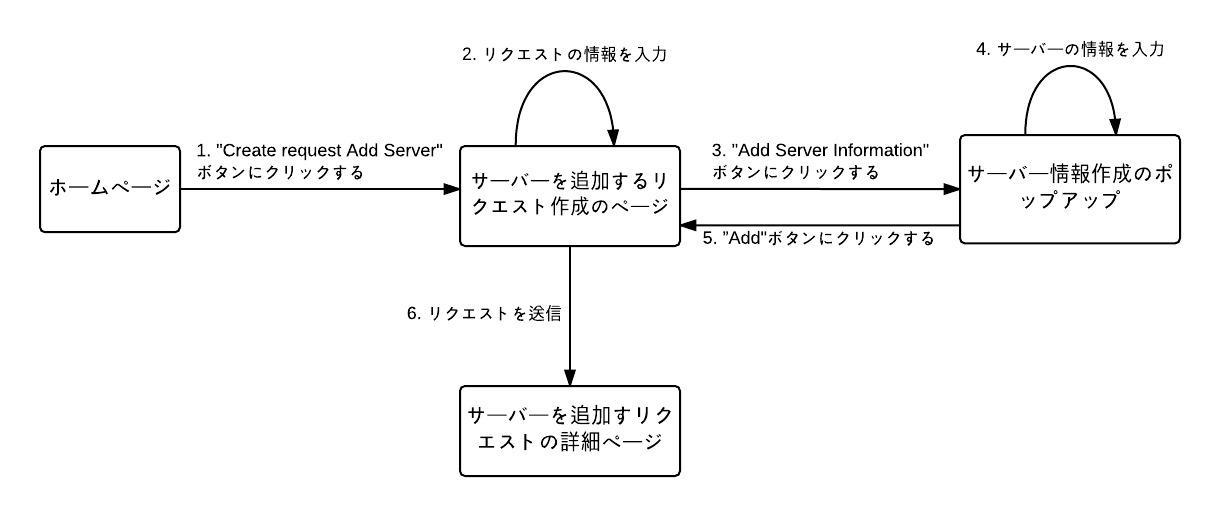 2. リクエストの情報を入力
4. サーバーの情報を入力
1. "Create request Add Server"
ボタンにクリックする
3. "Add Server Information"
ボタンにクリックする
ホームページ
サーバーを追加するリ
クエスト作成のページ
サーバー情報作成のポ
ップアップ
5. ”Add"ボタンにクリックする
6. リクエストを送信
サーバーを追加すリク
エストの詳細ページ